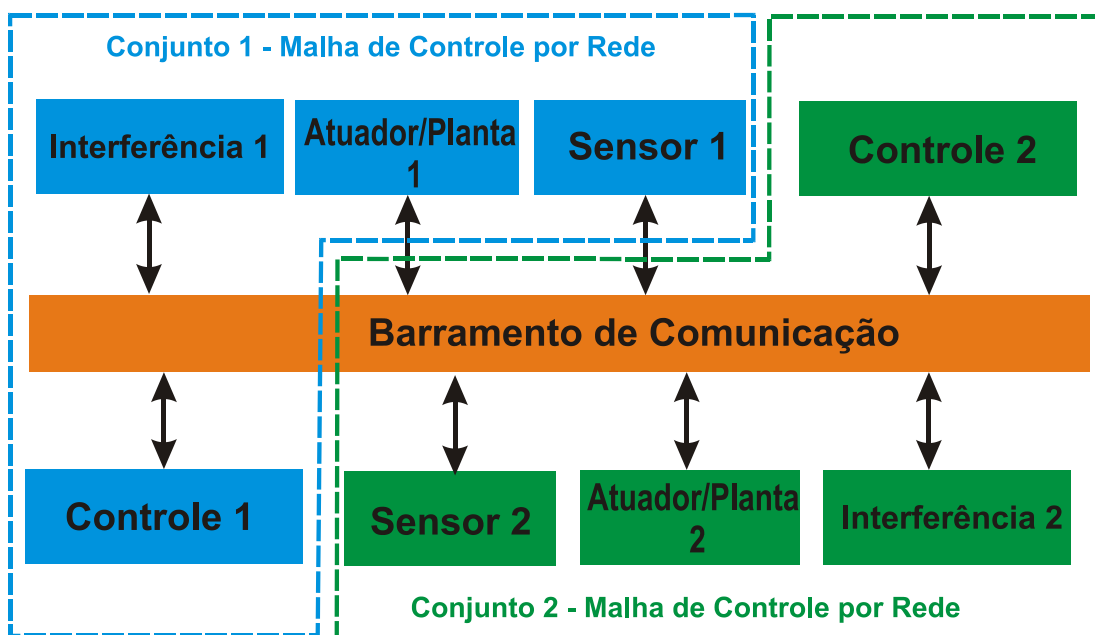 Conjunto 1 - Malha de Controle por Rede
Interferência 1
Atuador/Planta
1
Sensor 1
Controle 2
Barramento de Comunicação
Controle 1
Sensor 2
Atuador/Planta
2
Interferência 2
Conjunto 2 - Malha de Controle por Rede